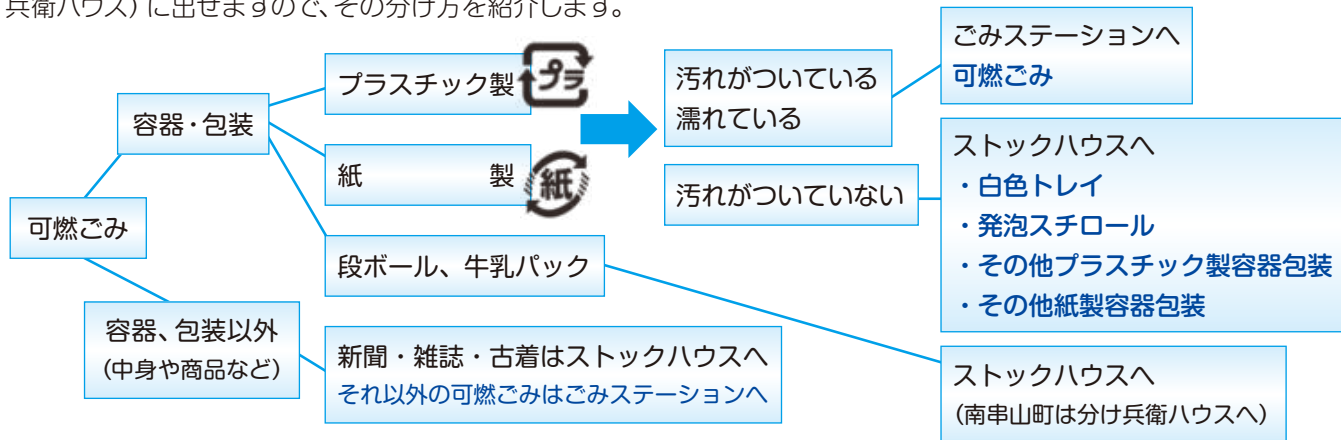 兵衛ハウス）に出せますので、その分け方を紹介します。
可燃ごみ
容器・包装
プラスチック製
プラ
紙　　　　製
紙
段ボール、牛乳パック
汚れがついている
濡れている
ごみステーションへ
可燃ごみ
汚れがついていない
ストックハウスへ
・白色トレイ
・発泡スチロール
・その他プラスチック製容器包装
・その他紙製容器包装
ストックハウスへ
（南串山町は分け兵衛ハウスへ）
容器、包装以外
（中身や商品など）
新聞・雑誌・古着はストックハウスへ
それ以外の可燃ごみはごみステーションへ